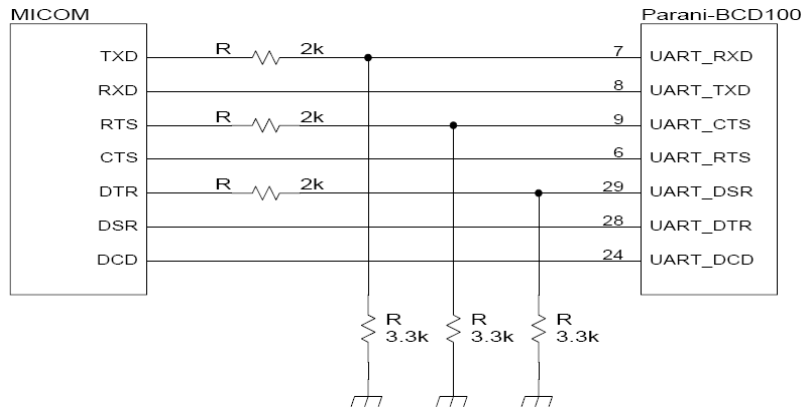 MICOM Parani-BCD100
TXD R 2k 7 UART_RXD
RXD 8 UART_TXD
RTS R 2k 9 UART_CTS
CTS 6 UART_RTS
DTR R 2k 29 UART_DSR
DSR 28 UART_DTR
DCD 24 UART_DCD
R R R
3.3k 3.3k 3.3k